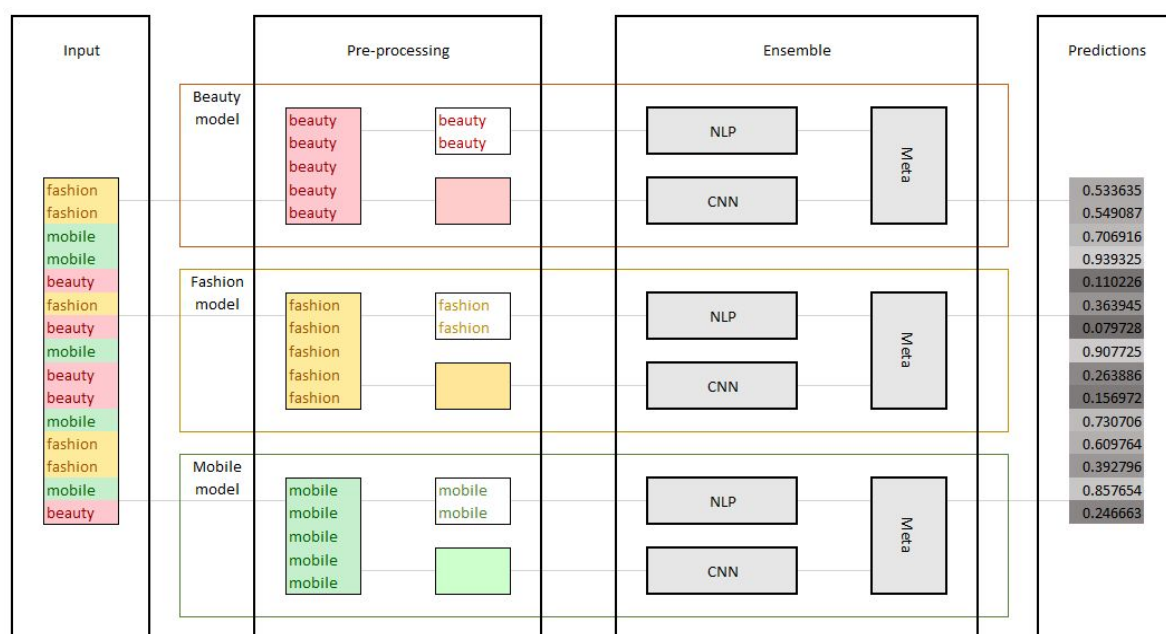 Input
Pre-processing
Ensemble
Predictions
fashion
fashion
mobile
mobile
beauty
fashion
beauty
mobile
beauty
beauty
mobile
fashion
fashion
mobile
beauty
Beauty
model
beauty
beauty
beauty
beauty
beauty
beauty
beauty
NLP
CNN
Meta
Fashion
model
fashion
fashion
fashion
fashion
fashion
fashion
fashion
NLP
CNN
Meta
Mobile
model
mobile
mobile
mobile
mobile
mobile
mobile
mobile
NLP
CNN
Meta
0.533635
0.549087
0.706916
0.939325
0.110226
0.363945
0.079728
0.907725
0.263886
0.156972
0.730706
0.609764
0.392796
0.857654
0.246663